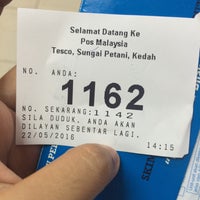 Selamat Datang Ke
Pos Malaysia
Tesco, Sungai Petani, Kedah
NO. ANDA:
1162
NO. SEKARANG:1142
SILA DUDUK. ANDA AKAN
DILAYAN SEBENTAR LAGI.
22/05/2016 14:15